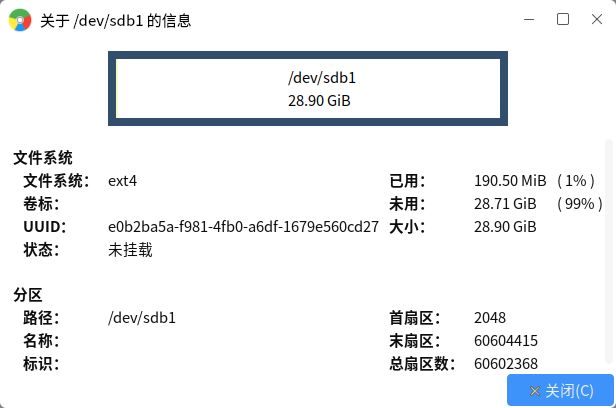 关于 /dev/sdb1 的信息
/dev/sdb1
28.90 GiB
文件系统
文件系统： ext4 已用： 190.50 MiB ( 1% )
卷标： 未用： 28.71 GiB ( 99% )
UUID： e0b2ba5a-f981-4fb0-a6df-1679e560cd27 大小： 28.90 GiB
状态： 未挂载
分区
路径： /dev/sdb1 首扇区： 2048
名称： 末扇区： 60604415
标识： 总扇区数： 60602368
关闭(C)